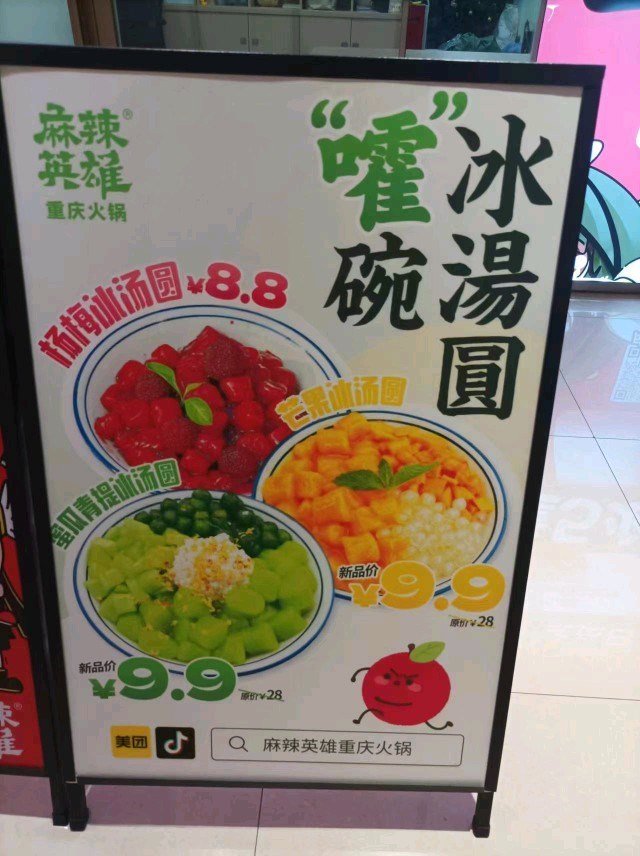 麻辣®
英雄
重庆火锅
“嚯”碗
冰湯圓
杨梅冰汤圆 ¥8.8
芒果冰汤圆
新品价 ¥9.9
原价¥28
蜜瓜青提冰汤圆
新品价 ¥9.9
原价¥28
美团
麻辣英雄重庆火锅